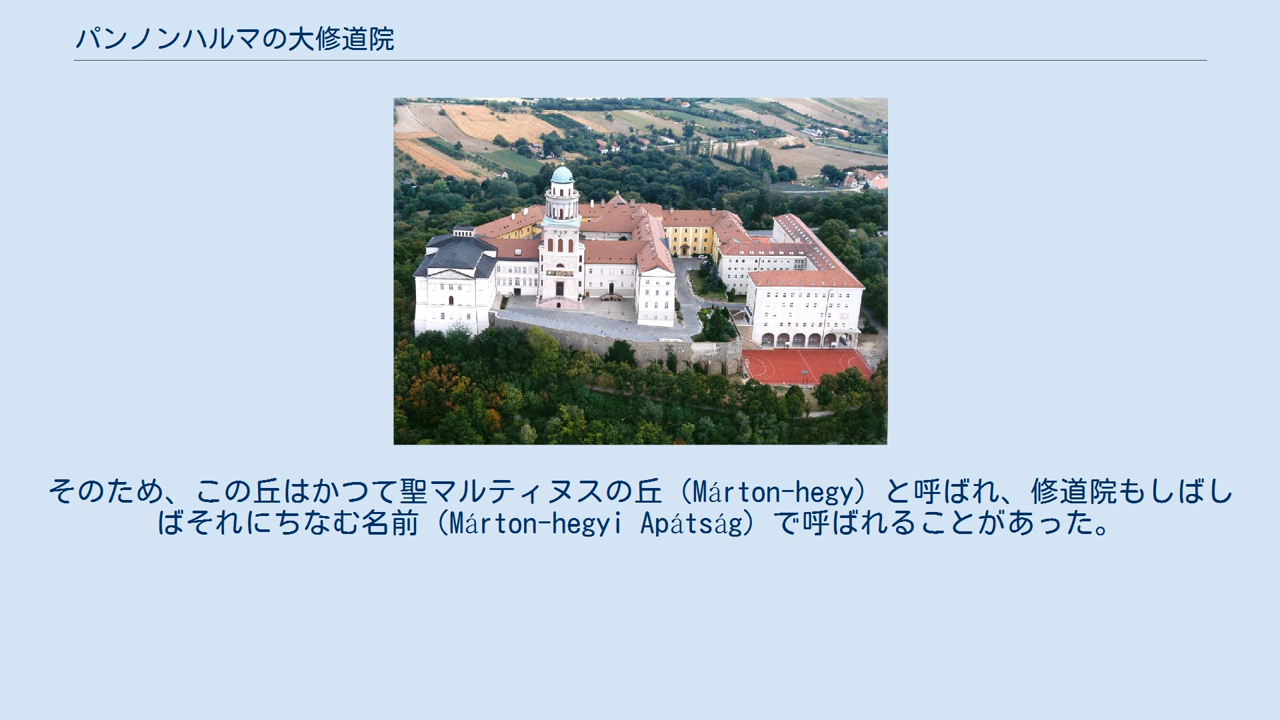 パンノンハルマの大修道院
そのため、この丘はかつて聖マルティヌスの丘（Márton-hegy）と呼ばれ、修道院もしばし
ばそれにちなむ名前（Márton-hegyi Apátság）で呼ばれることがあった。